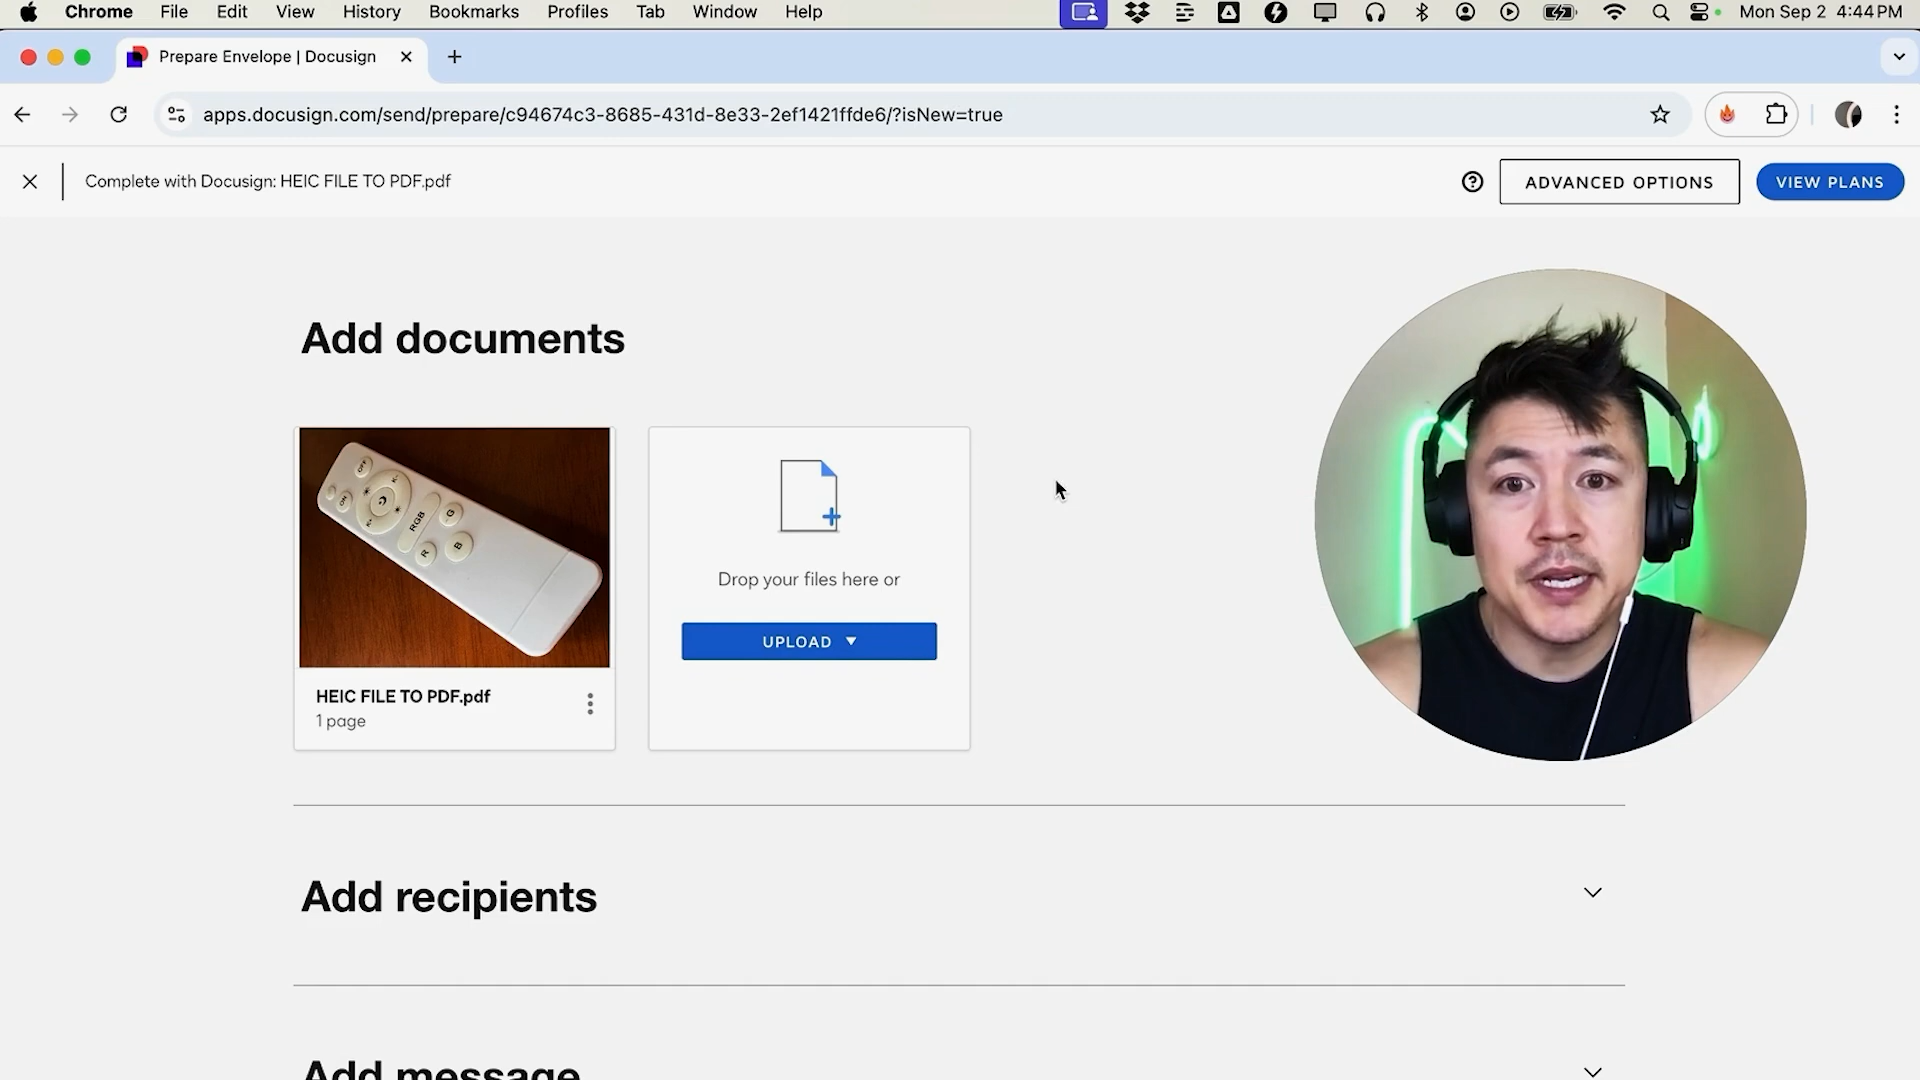 Chrome File Edit View History Bookmarks Profiles Tab Window Help Mon Sep 2 4:44 PM
Prepare Envelope | Docusign
apps.docusign.com/send/prepare/c94674c3-8685-431d-8e33-2ef1421ffde6/?isNew=true
Complete with Docusign: HEIC FILE TO PDF.pdf ADVANCED OPTIONS VIEW PLANS
Add documents
OFF
ON
RGB
G
B
R
Drop your files here or
UPLOAD
HEIC FILE TO PDF.pdf
1 page
Add recipients
Add message